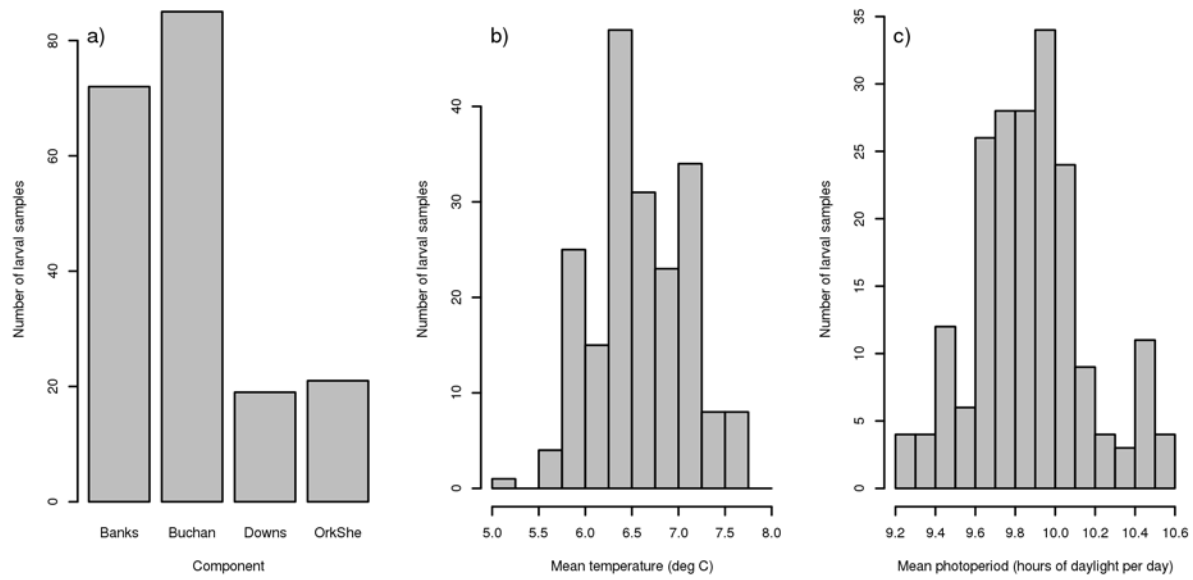 a)
Number of larval samples
80
60
40
20
0
Banks Buchan Downs OrkShe
Component
b)
Number of larval samples
40
30
20
10
0
5.0 5.5 6.0 6.5 7.0 7.5 8.0
Mean temperature (deg C)
c)
Number of larval samples
35
30
25
20
15
10
5
0
9.2 9.4 9.6 9.8 10.0 10.2 10.4 10.6
Mean photoperiod (hours of daylight per day)